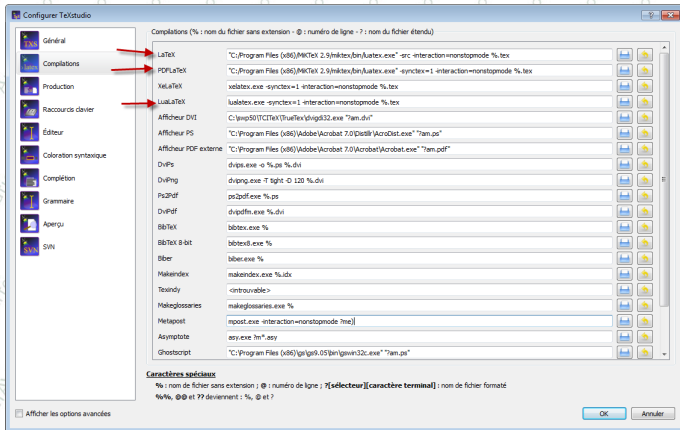 Configurer TeXstudio
Général
Compilations
Production
Raccourcis clavier
Éditeur
Coloration syntaxique
Complétion
Grammaire
Aperçu
SVN
Compilations (% : nom du fichier sans extension - @ : numéro de ligne - ? : nom du fichier étendu)
LaTeX "C:/Program Files (x86)/MiKTeX 2.9/miktex/bin/luatex.exe" -src -interaction=nonstopmode %.tex
PDFLaTeX "C:/Program Files (x86)/MiKTeX 2.9/miktex/bin/luatex.exe" -synctex=1 -interaction=nonstopmode %.tex
XeLaTeX xelatex.exe -synctex=1 -interaction=nonstopmode %.tex
LuaLaTeX lualatex.exe -synctex=1 -interaction=nonstopmode %.tex
Afficheur DVI C:\swp50\TCITeX\TrueTex\dvigdi32.exe "?am.dvi"
Afficheur PS "C:\Program Files (x86)\Adobe\Acrobat 7.0\Distillr\AcroDist.exe" "?am.ps"
Afficheur PDF externe "C:\Program Files (x86)\Adobe\Acrobat 7.0\Acrobat\Acrobat.exe" "?am.pdf"
DviPs dvips.exe -o %.ps %.dvi
DviPng dvipng.exe -T tight -D 120 %.dvi
Ps2Pdf ps2pdf.exe %.ps
DviPdf dvipdfm.exe %.dvi
BibTeX bibtex.exe %
BibTeX 8-bit bibtex8.exe %
Biber biber.exe %
Makeindex makeindex.exe %.idx
Texindy <introuvable>
Makeglossaries makeglossaries.exe %
Metapost mpost.exe -interaction=nonstopmode ?me)
Asymptote asy.exe ?m*.asy
Ghostscript "C:\Program Files (x86)\gs\gs9.05\bin\gswin32c.exe" "?am.ps"
Caractères spéciaux
% : nom de fichier sans extension ; @ : numéro de ligne ; ?[sélecteur][caractère terminal] : nom de fichier formaté
%%, @@ et ?? deviennent : %, @ et ?
Afficher les options avancées
OK
Annuler